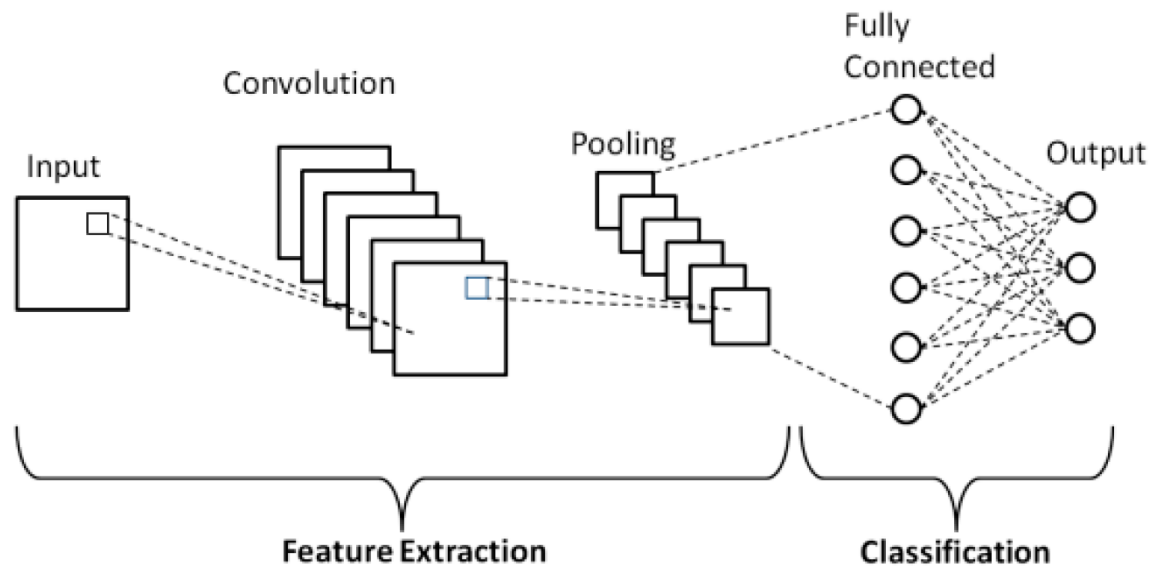 Input
Convolution
Pooling
Fully
Connected
Output
Feature Extraction
Classification